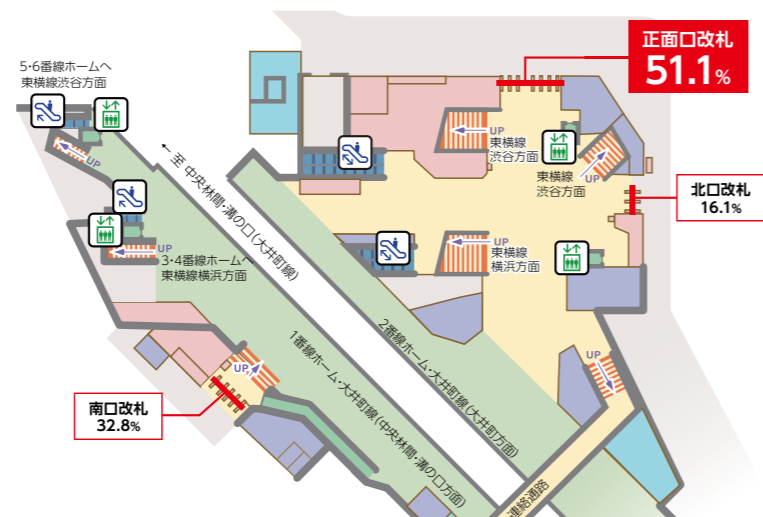 正面口改札
51.1%
5・6番線ホームへ
東横線渋谷方面
UP
UP
東横線
渋谷方面
東横線
渋谷方面
UP
北口改札
16.1%
← 至 中央林間・溝の口(大井町線)
UP
3・4番線ホームへ
東横線横浜方面
UP
東横線
横浜方面
1番線ホーム・大井町線(中央林間・溝の口方面)
2番線ホーム・大井町線(大井町方面)
UP
UP
南口改札
32.8%
連絡通路